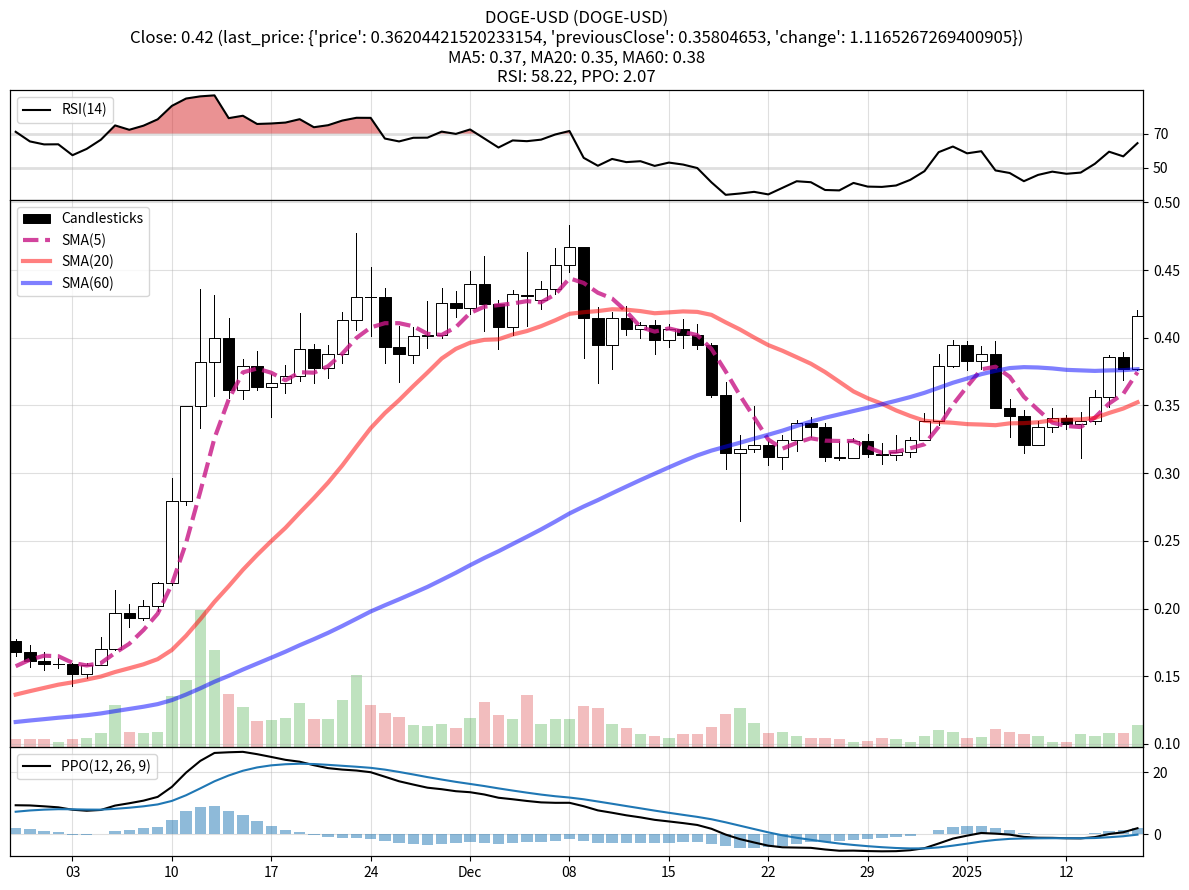 DOGE-USD (DOGE-USD)
Close: 0.42 (last_price: {'price': 0.36204421520233154, 'previousClose': 0.35804653, 'change': 1.1165267269400905})
MA5: 0.37, MA20: 0.35, MA60: 0.38
RSI: 58.22, PPO: 2.07
RSI(14)
70
50
Candlesticks
SMA(5)
SMA(20)
SMA(60)
0.50
0.45
0.40
0.35
0.30
0.25
0.20
0.15
0.10
PPO(12, 26, 9)
20
0
03 10 17 24 Dec 08 15 22 29 2025 12